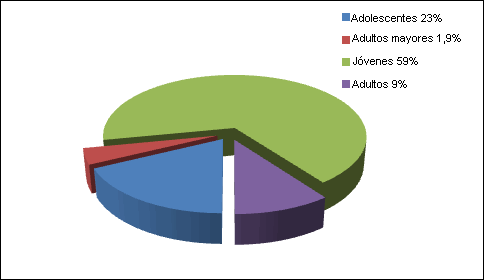 Adolescentes 23%
Adultos mayores 1,9%
Jóvenes 59%
Adultos 9%